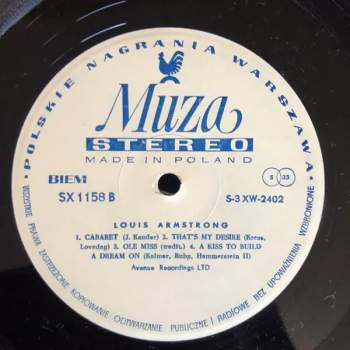 POLSKIE NAGRANIA WARSZAWA
Muza
STEREO
MADE IN POLAND
BIEM
SX 1158 B
S-3 XW-2402
S 33
LOUIS ARMSTRONG
1. CABARET (J. Kander) 2. THAT'S MY DESIRE (Kresa,
Loveday) 3. OLE MISS (tradit.) 4. A KISS TO BUILD
A DREAM ON (Kalmer, Ruby, Hammerstein II)
Avenue Recordings LTD
WSZYSTKIE PRAWA ZASTRZEŻONE KOPIOWANIE ODTWARZANIE PUBLICZNE I RADIOWE BEZ UPOWAŻNIENIA WZBRONIONE